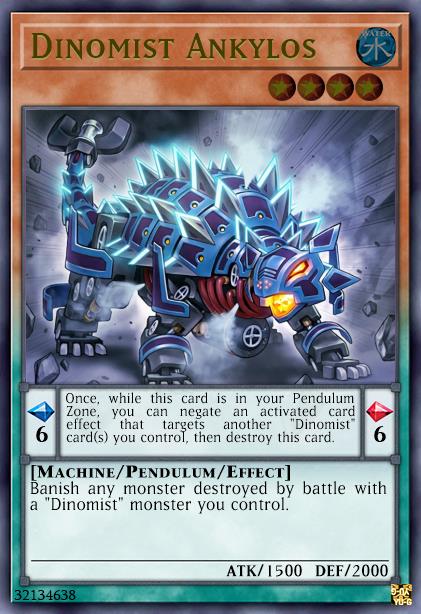 DINOMIST ANKYLOS
WATER
水
Once, while this card is in your Pendulum
Zone, you can negate an activated card
effect that targets another "Dinomist"
card(s) you control, then destroy this card.
6
6
[MACHINE/PENDULUM/EFFECT]
Banish any monster destroyed by battle with
a "Dinomist" monster you control.
ATK/1500 DEF/2000
32134638